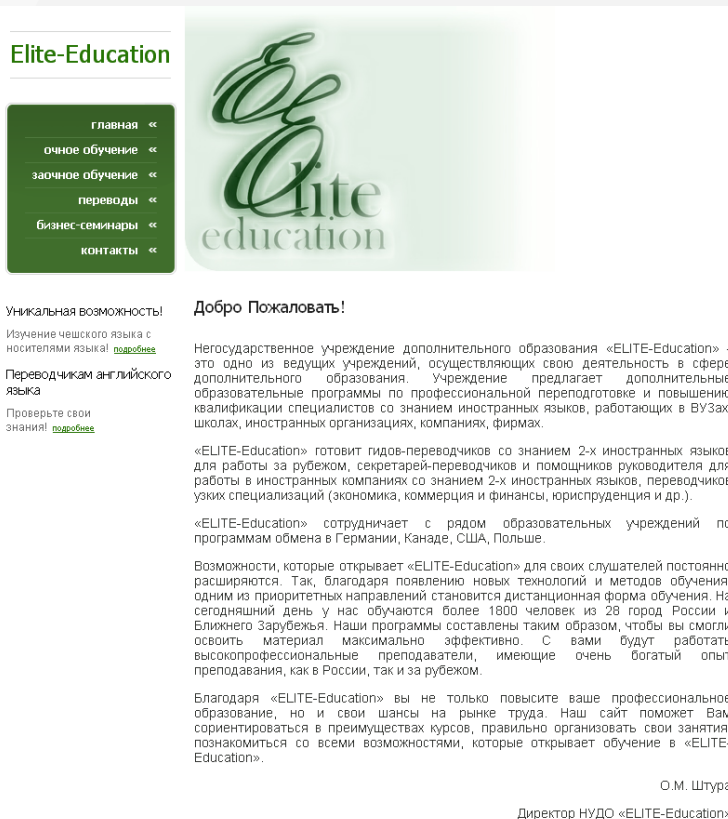 Elite-Education
главная «
очное обучение «
заочное обучение «
переводы «
бизнес-семинары «
контакты «
Elite
education
Уникальная возможность!
Изучение чешского языка с
носителями языка! подробнее
Переводчикам английского
языка
Проверьте свои
знания! подробнее
Добро Пожаловать!
Негосударственное учреждение дополнительного образования «ELITE-Education» -
это одно из ведущих учреждений, осуществляющих свою деятельность в сфере
дополнительного образования. Учреждение предлагает дополнительные
образовательные программы по профессиональной переподготовке и повышению
квалификации специалистов со знанием иностранных языков, работающих в ВУЗах,
школах, иностранных организациях, компаниях, фирмах.
«ELITE-Education» готовит гидов-переводчиков со знанием 2-х иностранных языков
для работы за рубежом, секретарей-переводчиков и помощников руководителя для
работы в иностранных компаниях со знанием 2-х иностранных языков, переводчиков
узких специализаций (экономика, коммерция и финансы, юриспруденция и др.).
«ELITE-Education» сотрудничает с рядом образовательных учреждений по
программам обмена в Германии, Канаде, США, Польше.
Возможности, которые открывает «ELITE-Education» для своих слушателей постоянно
расширяются. Так, благодаря появлению новых технологий и методов обучения,
одним из приоритетных направлений становится дистанционная форма обучения. На
сегодняшний день у нас обучаются более 1800 человек из 28 город России и
Ближнего Зарубежья. Наши программы составлены таким образом, чтобы вы смогли
освоить материал максимально эффективно. С вами будут работать
высокопрофессиональные преподаватели, имеющие очень богатый опыт
преподавания, как в России, так и за рубежом.
Благодаря «ELITE-Education» вы не только повысите ваше профессиональное
образование, но и свои шансы на рынке труда. Наш сайт поможет Вам
сориентироваться в преимуществах курсов, правильно организовать свои занятия,
познакомиться со всеми возможностями, которые открывает обучение в «ELITE-
Education».
О.М. Штура
Директор НУДО «ELITE-Education»